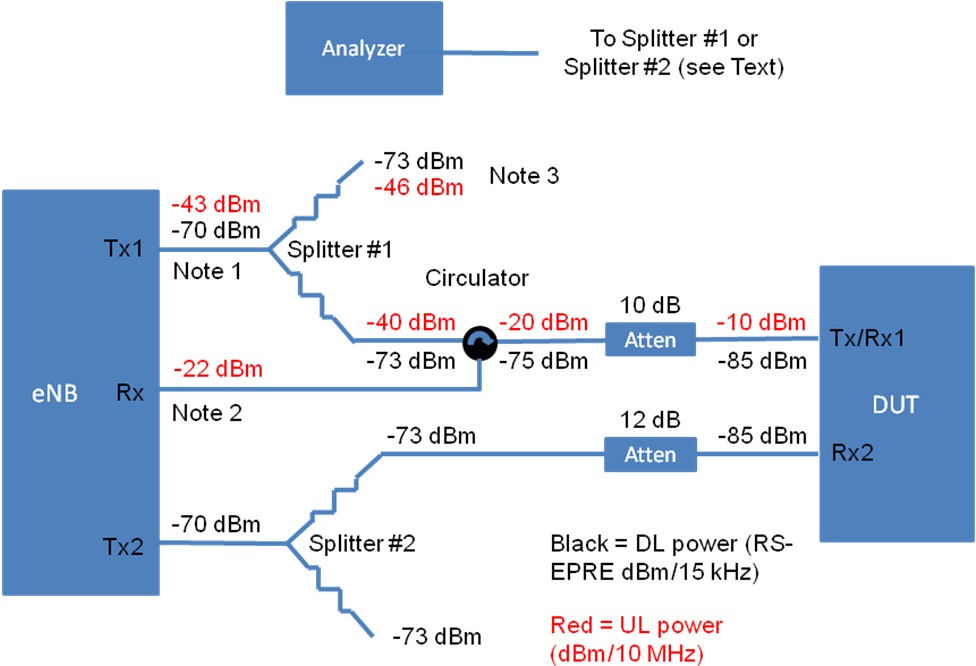 Analyzer
To Splitter #1 or
Splitter #2 (see Text)
-73 dBm
-46 dBm
Note 3
-43 dBm
-70 dBm
Tx1
Note 1
Splitter #1
Circulator
10 dB
-40 dBm
-20 dBm
Atten
-10 dBm
Tx/Rx1
-73 dBm
-75 dBm
-85 dBm
-22 dBm
eNB
Rx
Note 2
DUT
12 dB
-73 dBm
Atten
-85 dBm
Rx2
-70 dBm
Tx2
Splitter #2
Black = DL power (RS-
EPRE dBm/15 kHz)
-73 dBm
Red = UL power
(dBm/10 MHz)